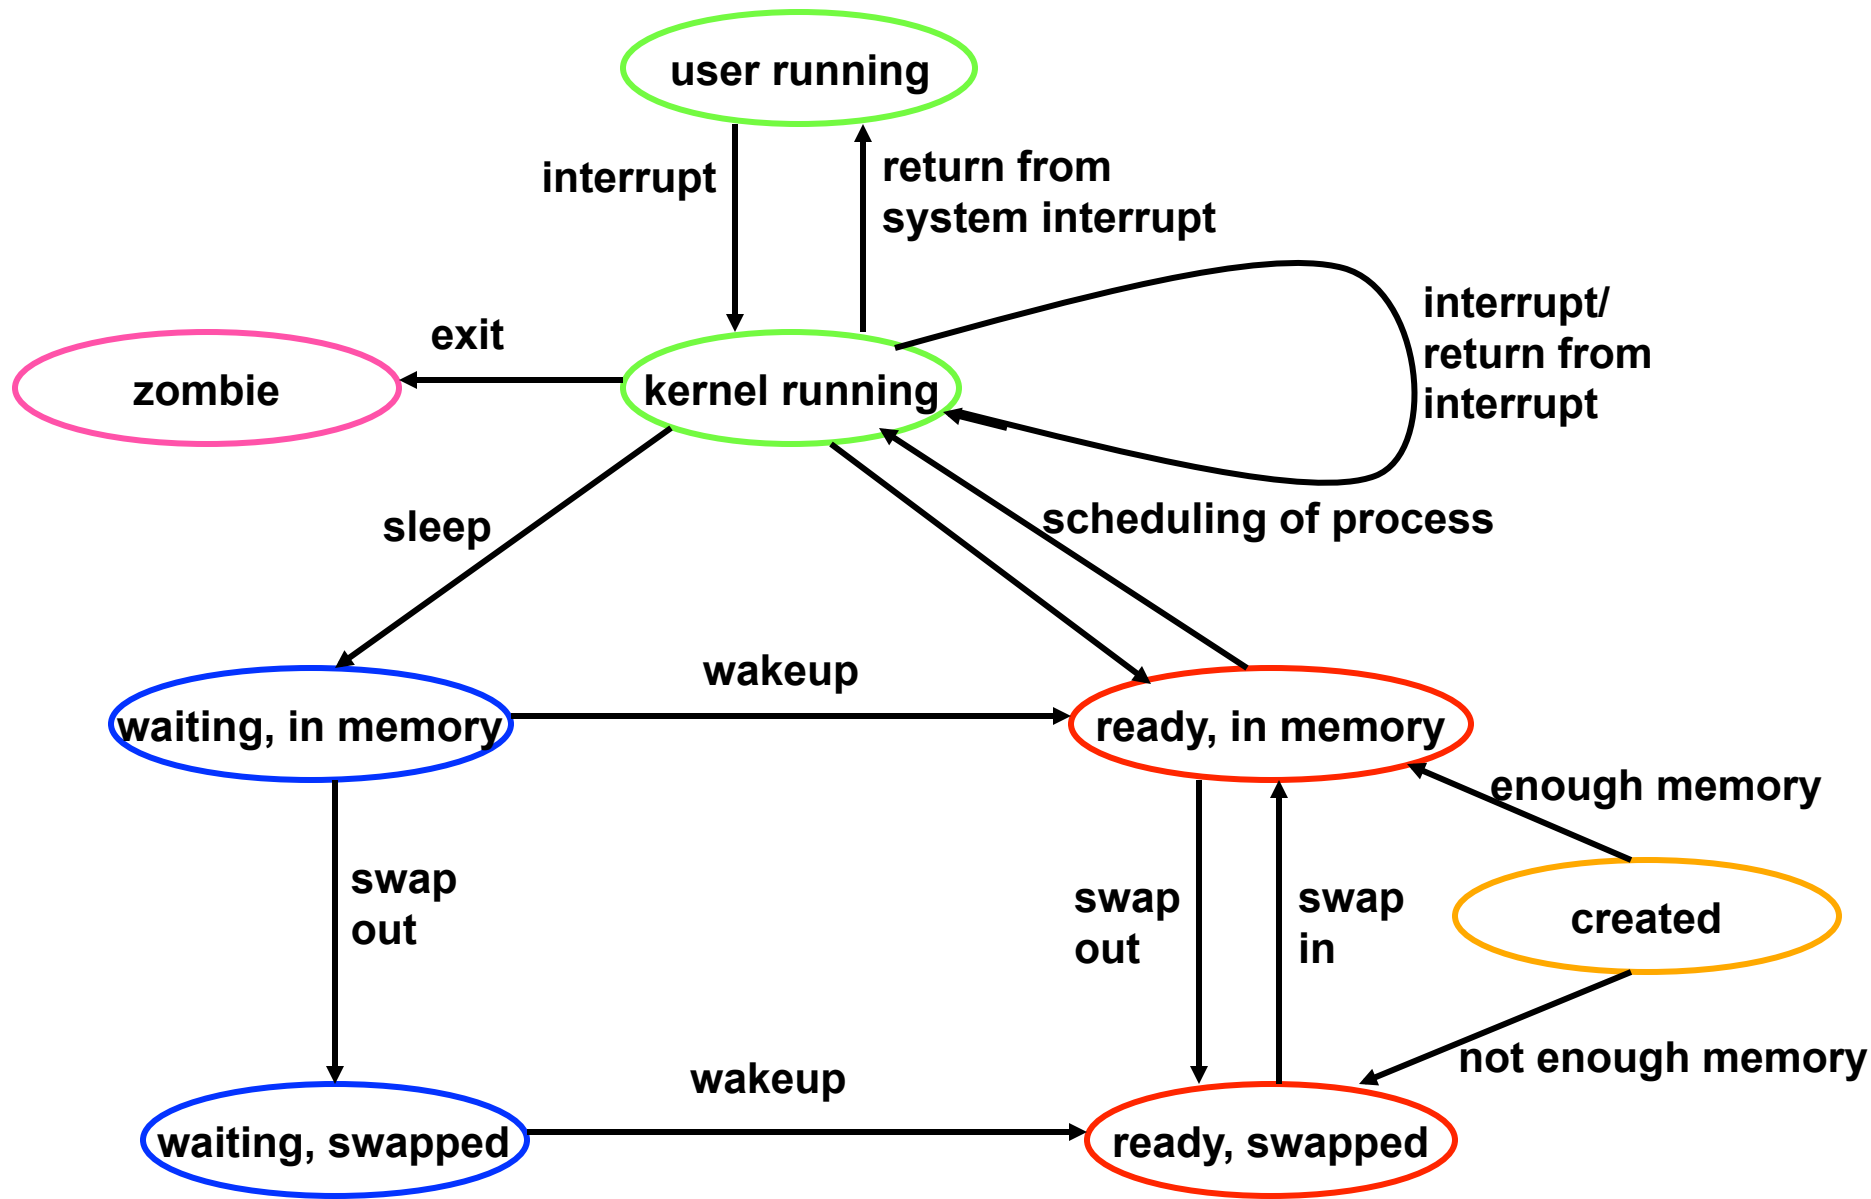 user running
interrupt
return from
system interrupt
interrupt/
return from
interrupt
exit
zombie
kernel running
sleep
scheduling of process
wakeup
waiting, in memory
ready, in memory
enough memory
swap
out
swap
out
swap
in
created
not enough memory
wakeup
waiting, swapped
ready, swapped